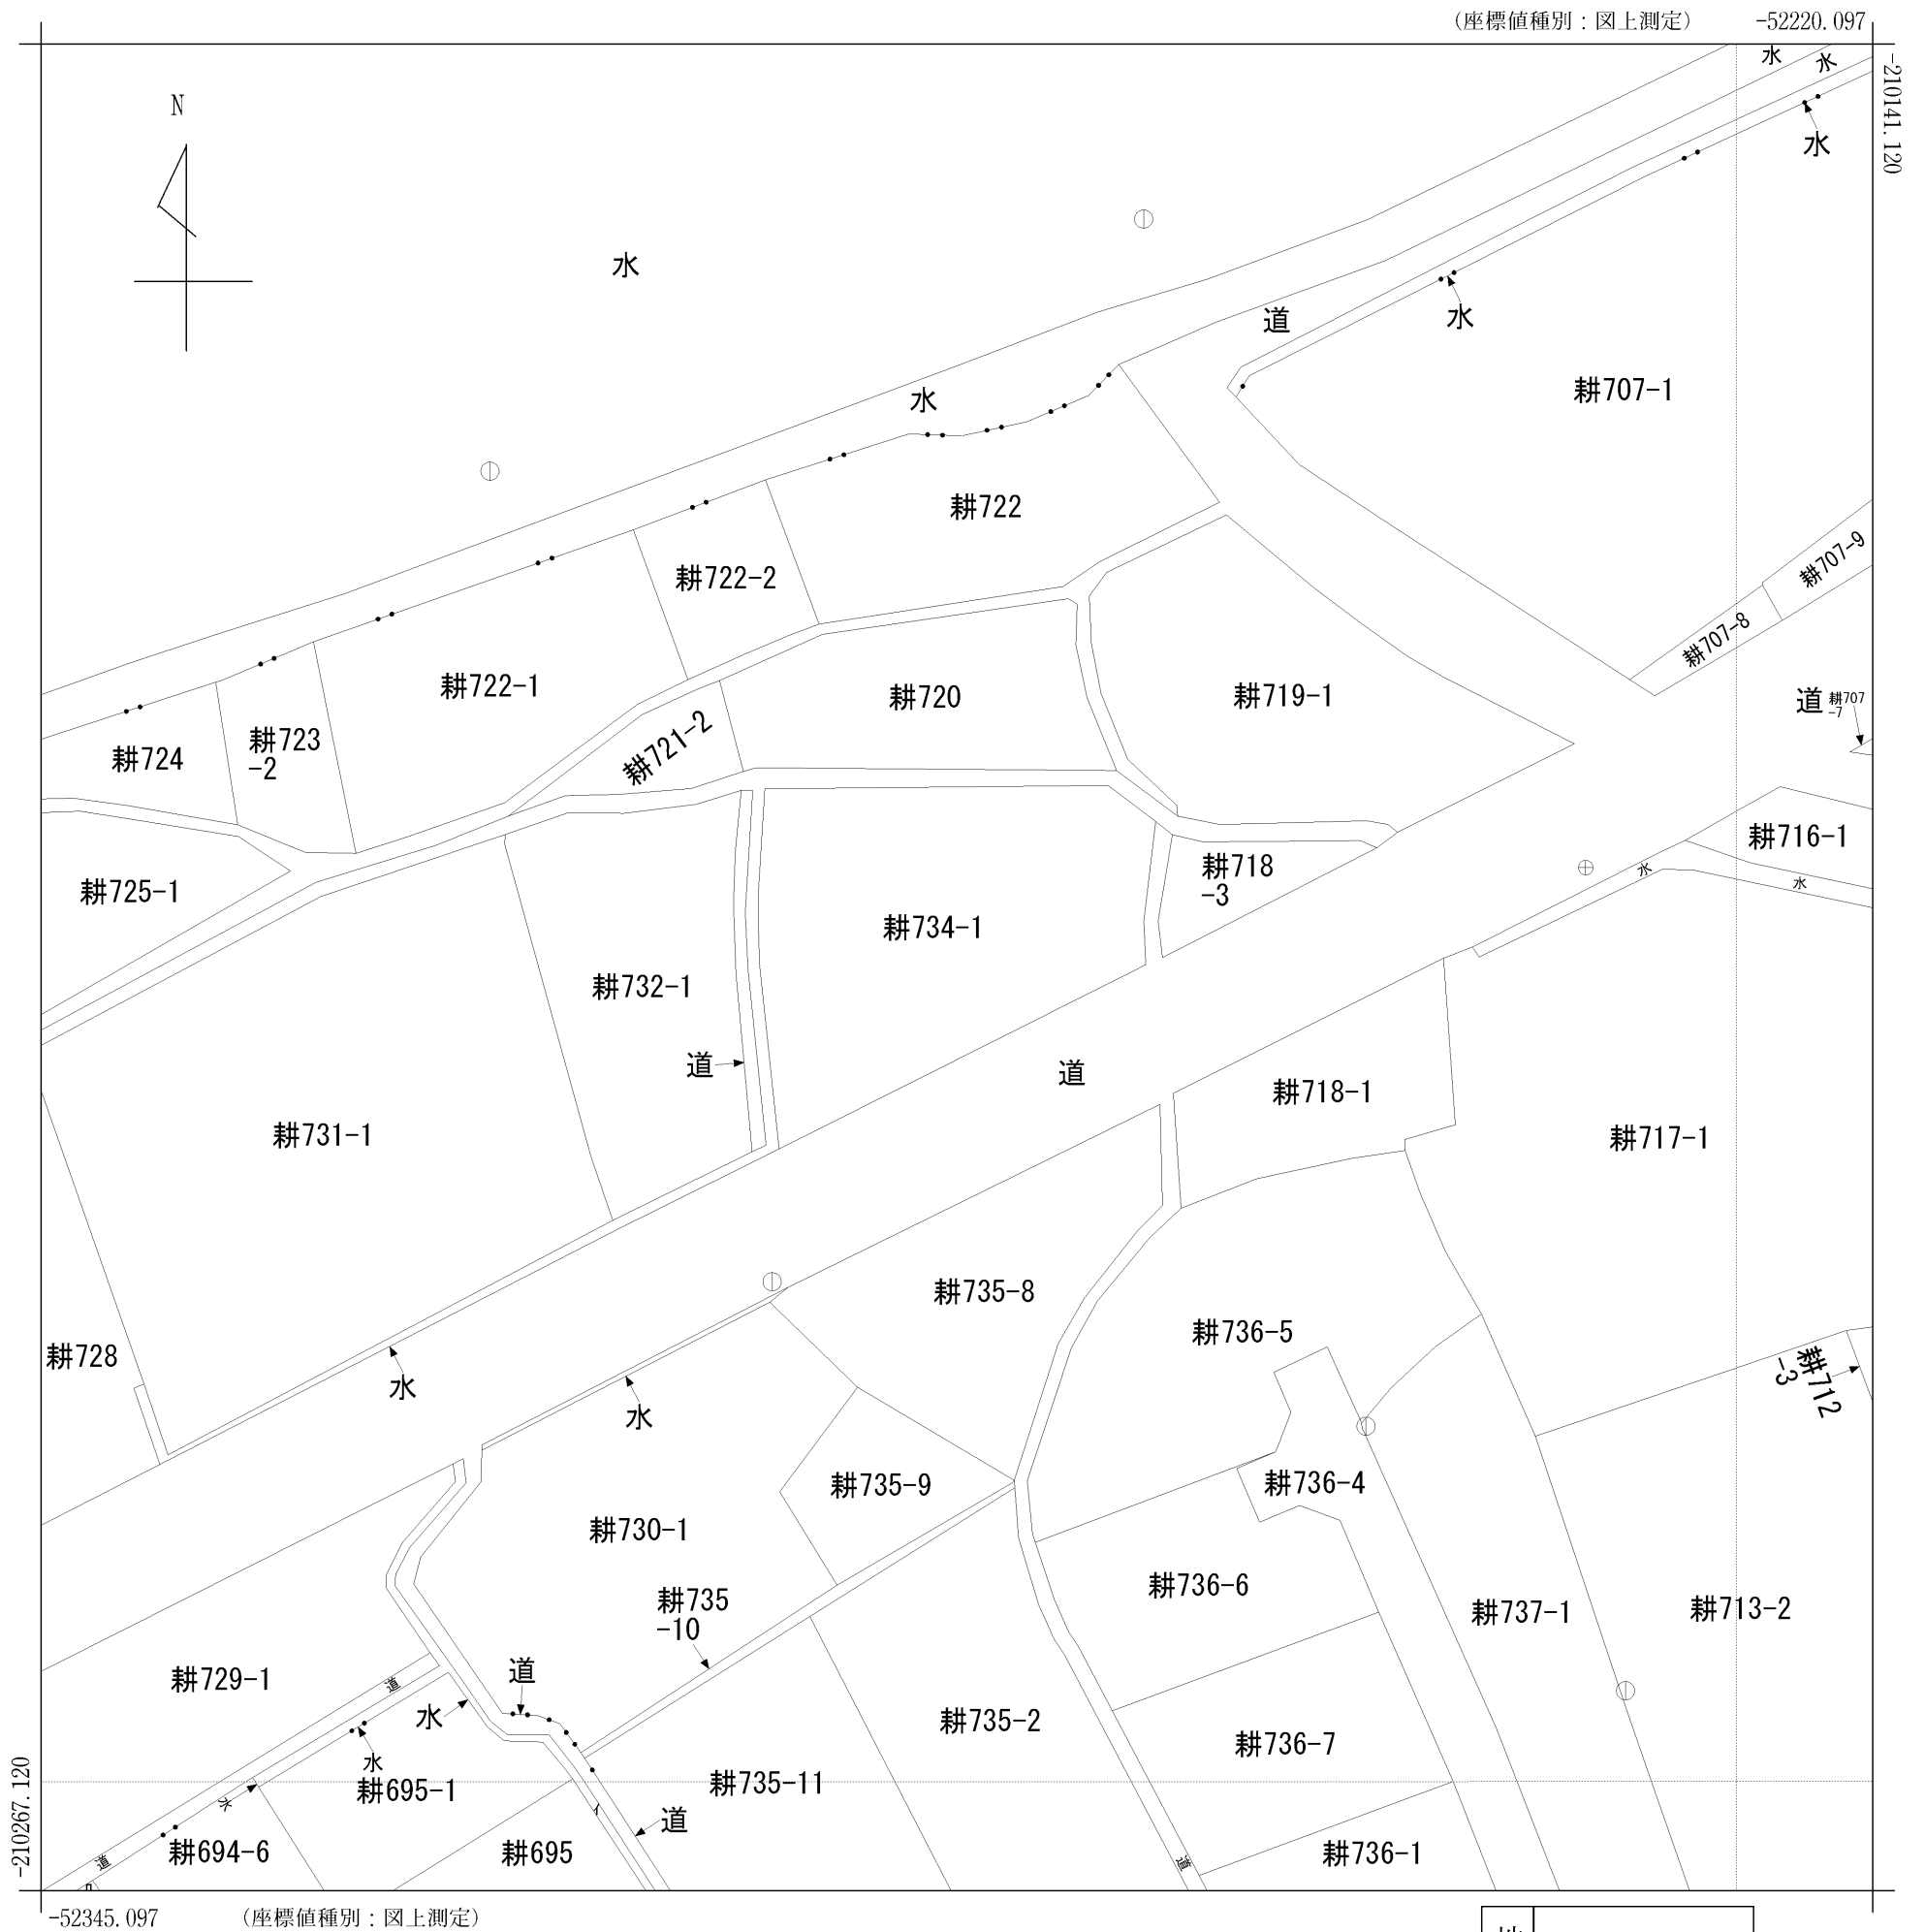 (座標値種別:図上測定) -52220.097
-210141.120
N
水
水
水
水
水
道
水
水
耕707-1
耕722
耕722-2
耕707-9
耕707-8
耕722-1
耕721-2
耕720
耕719-1
道
耕707
-7
耕724
耕723
-2
耕716-1
耕725-1
耕718
-3
水
水
耕734-1
耕732-1
道
道
耕731-1
耕718-1
耕717-1
耕735-8
耕736-5
耕728
水
水
耕712
-3
耕735-9
耕736-4
耕730-1
耕736-6
耕735
-10
耕737-1
耕713-2
耕729-1
道
道
水
耕735-2
水
耕736-7
耕695-1
耕735-11
水
イ
道
耕694-6
耕695
耕736-1
道
道
-210267.120
-52345.097 (座標値種別:図上測定)